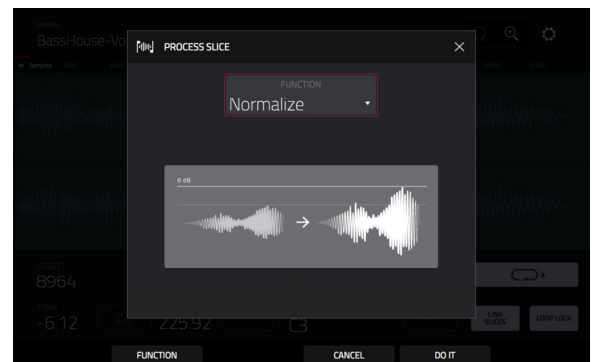 SAMPLE
BassHouse-Vo
PROCESS SLICE
Samples
FUNCTION
Normalize
0 dB
START
8964
TUNE
-6.12
225.92
C3
LINK
SLICES
LOOP LOCK
FUNCTION
CANCEL
DO IT